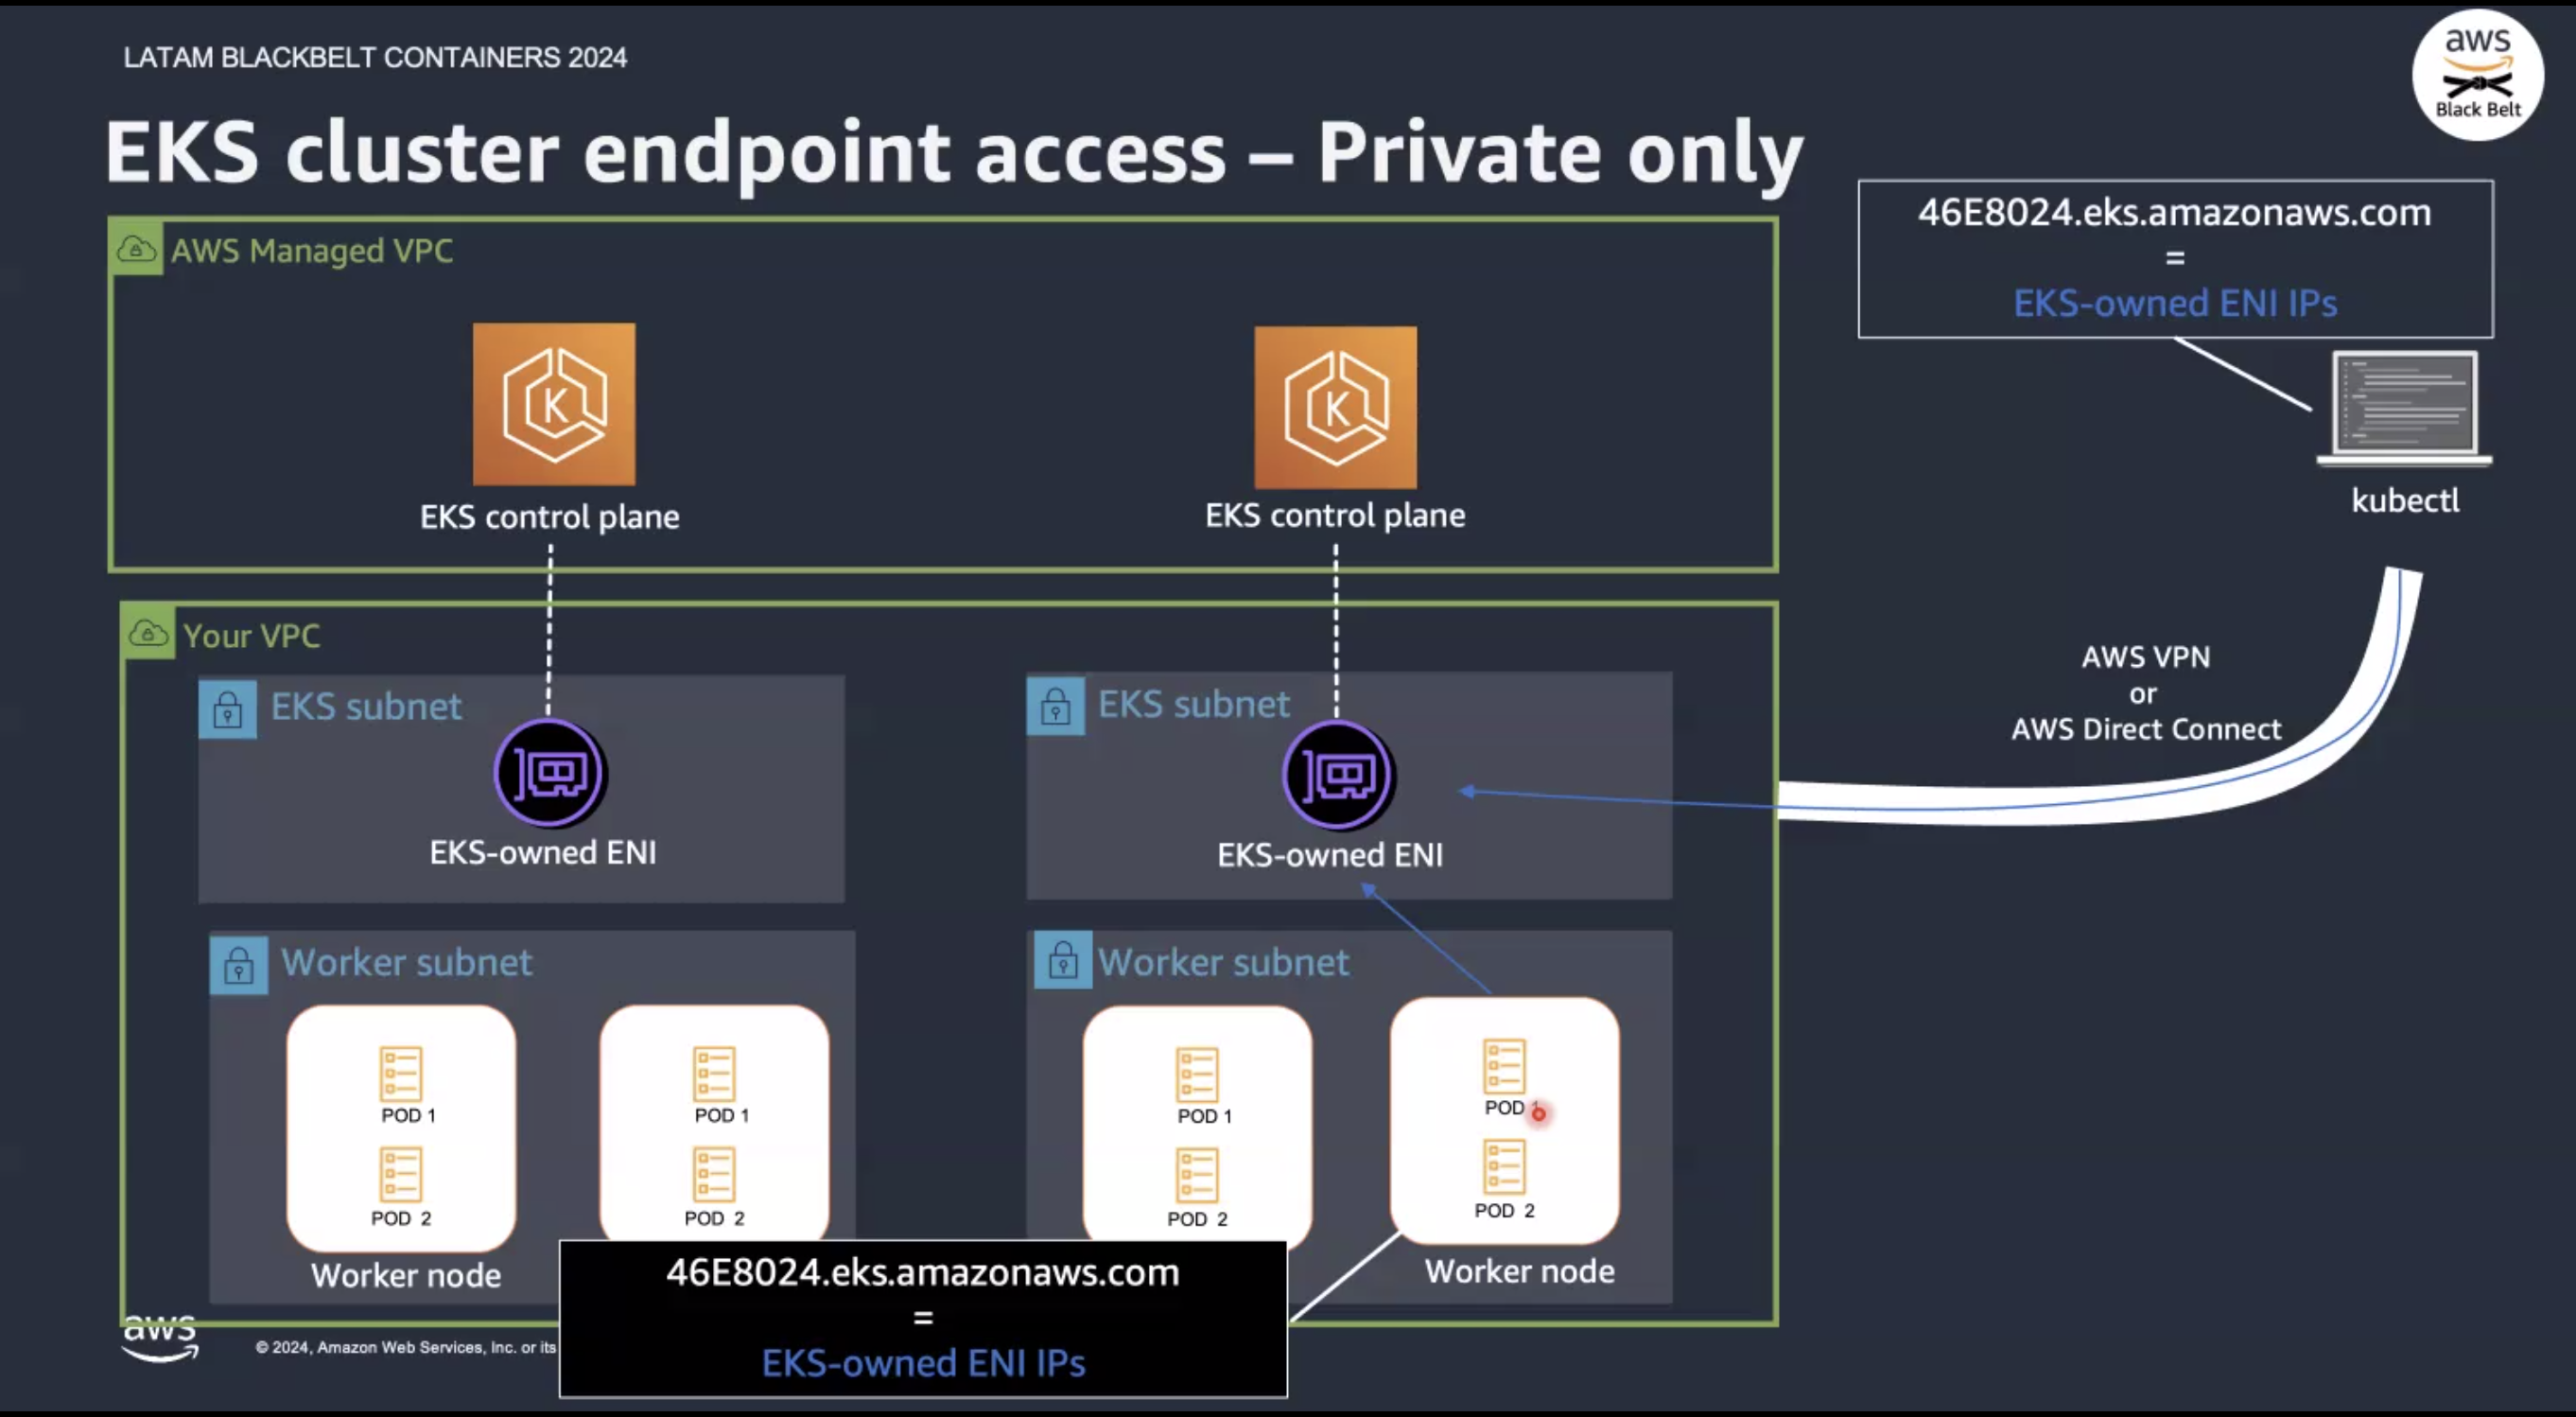 LATAM BLACKBELT CONTAINERS 2024
aws
Black Belt
EKS cluster endpoint access – Private only
46E8024.eks.amazonaws.com
=
EKS-owned ENI IPs
AWS Managed VPC
K
K
EKS control plane
EKS control plane
kubectl
Your VPC
AWS VPN
or
AWS Direct Connect
EKS subnet
EKS subnet
EKS-owned ENI
EKS-owned ENI
Worker subnet
Worker subnet
POD 1
POD 1
POD 1
POD
POD 2
POD 2
POD 2
POD 2
Worker node
Worker node
46E8024.eks.amazonaws.com
=
EKS-owned ENI IPs
aws
© 2024, Amazon Web Services, Inc. or its